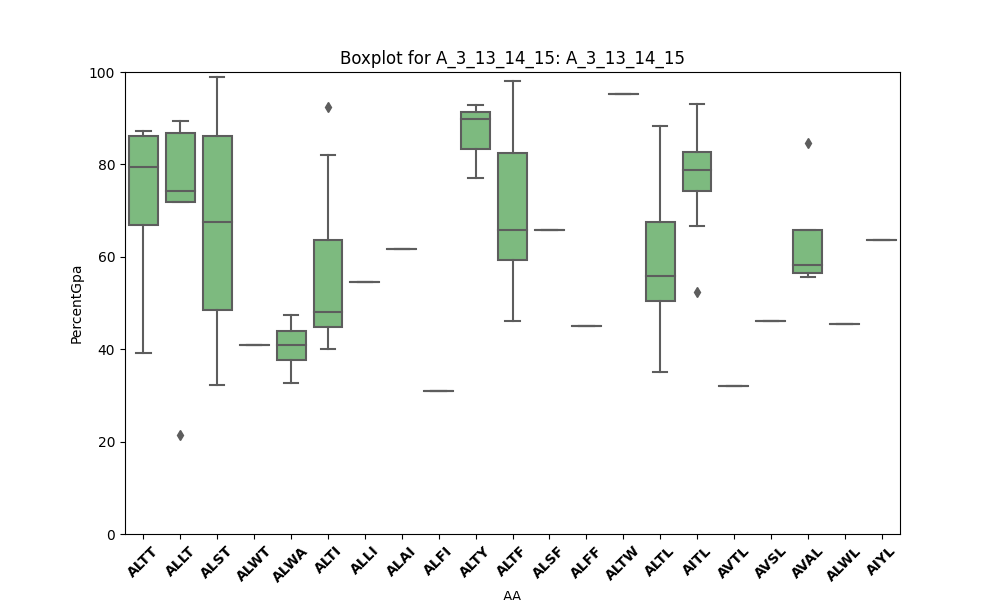 Boxplot for A_3_13_14_15: A_3_13_14_15
100
80
60
40
20
0
PercentGpa
ALTT ALLT ALST ALWT ALWA ALTI ALLI ALAI ALFI ALTY ALTF ALSF ALFF ALTW ALTL AITL AVTL AVSL AVAL ALWL AIYL
AA